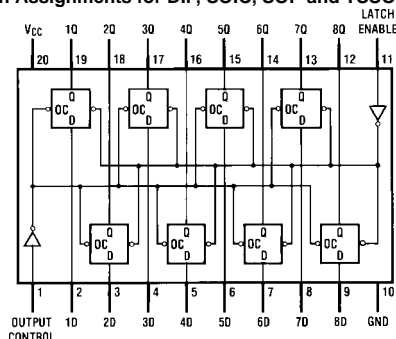 Assignments for DIP, SOIC, SOP and TSSO
LATCH
VCC 1Q 2Q 3Q 4Q 5Q 6Q 7Q 8Q ENABLE
20 19 18 17 16 15 14 13 12 11
Q Q Q Q
OC OC OC OC
D D D D
Q Q Q Q
OC OC OC OC
D D D D
1 2 3 4 5 6 7 8 9 10
OUTPUT 1D 2D 3D 4D 5D 6D 7D 8D GND
CONTROL